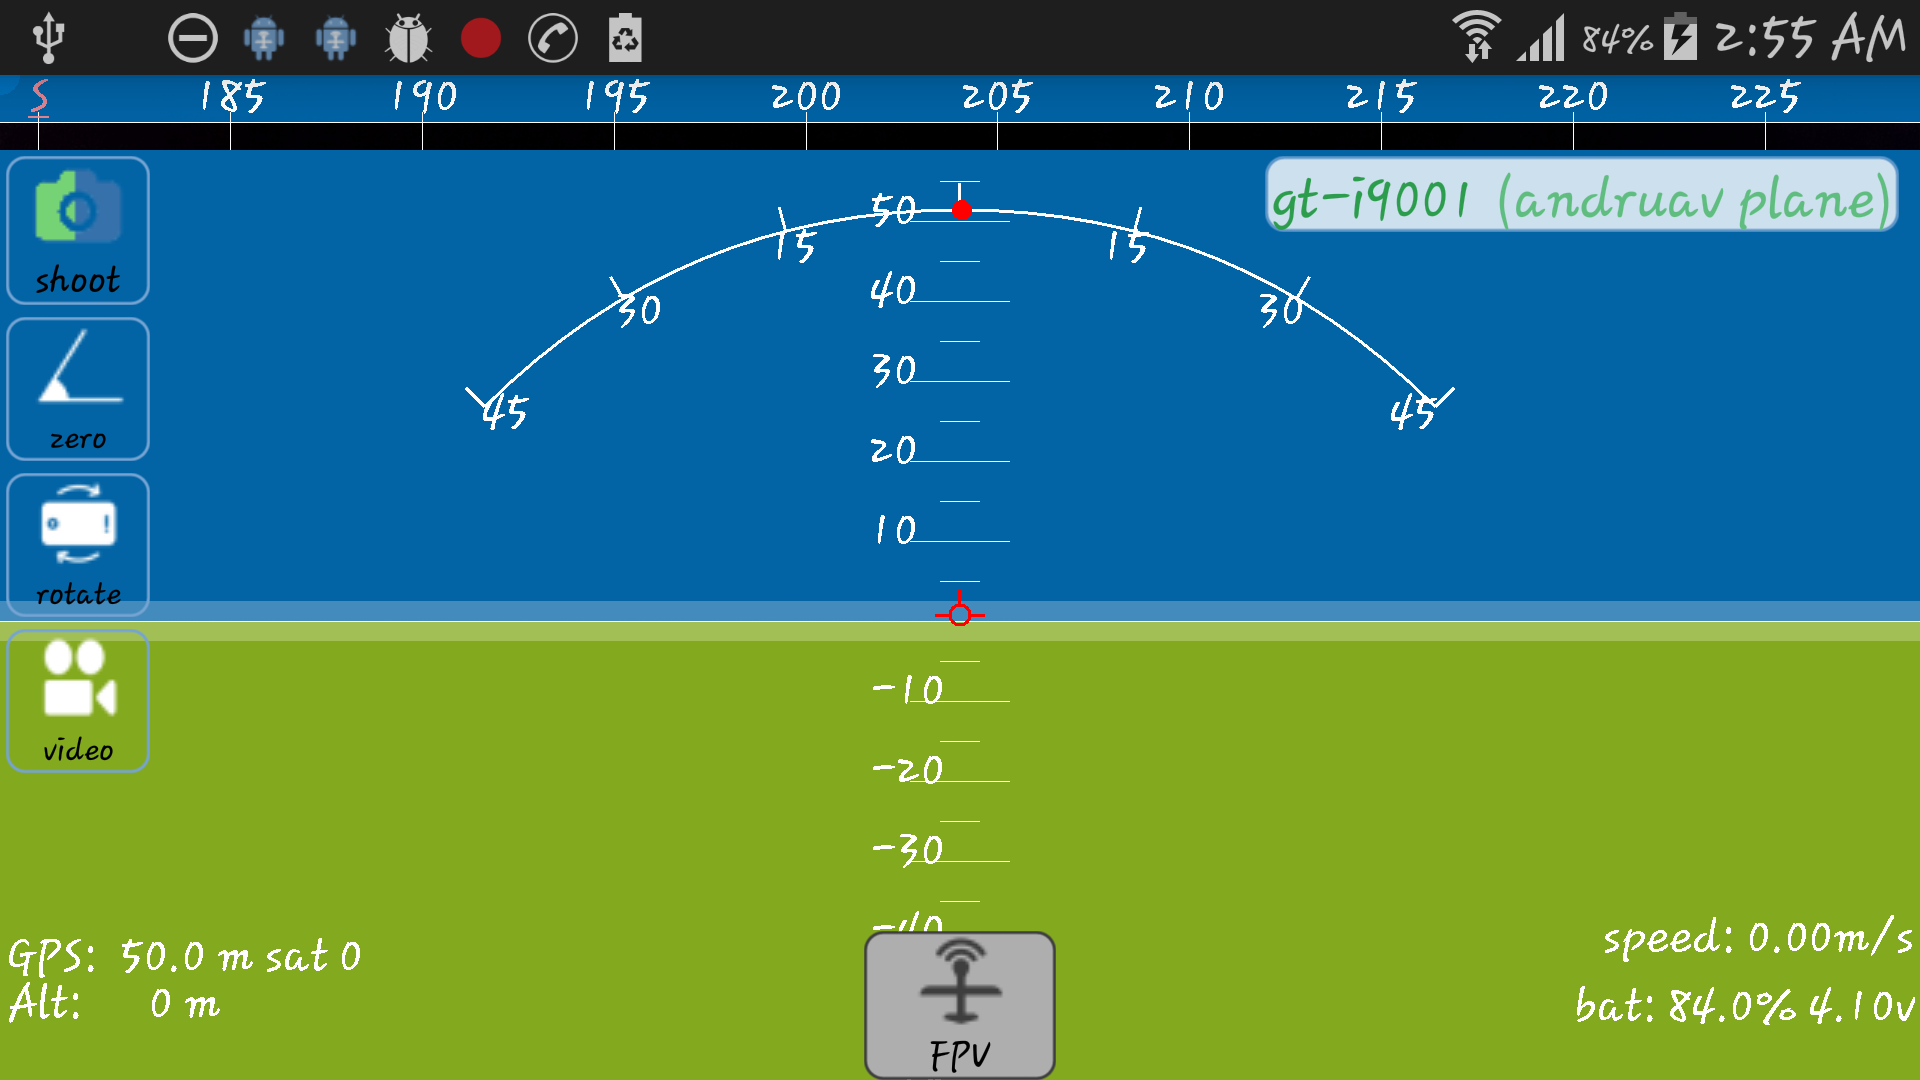 84% 2:55 AM
S 185 190 195 200 205 210 215 220 225
gt-i9001 (andruav plane)
shoot
50
15 15
40
30 30
30
45 45
zero
20
10
rotate
-10
video
-20
-30
-40
GPS: 50.0 m sat 0
speed: 0.00m/s
Alt: 0 m
bat: 84.0% 4.10v
FPV